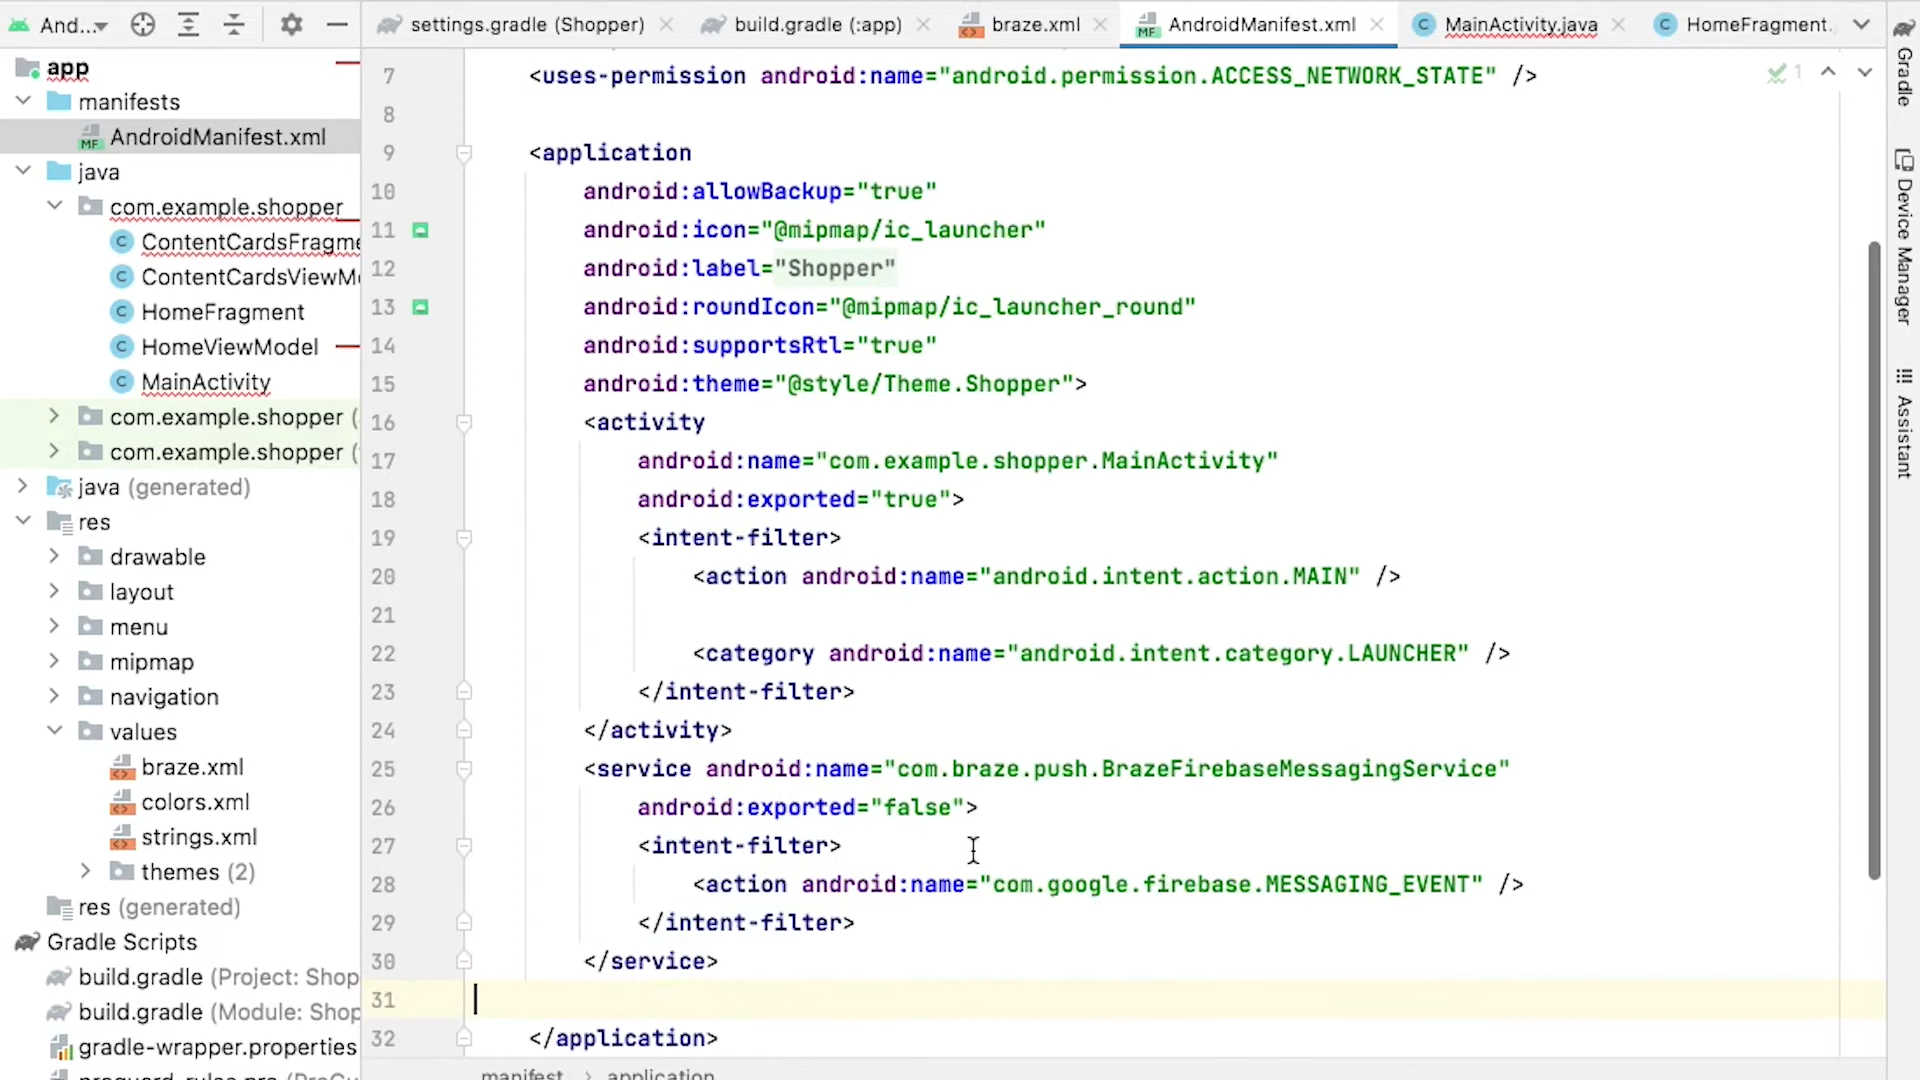 And...
settings.gradle (Shopper)
build.gradle (:app)
braze.xml
AndroidManifest.xml
MainActivity.java
HomeFragment.
app
manifests
AndroidManifest.xml
java
com.example.shopper
ContentCardsFragme
ContentCardsViewM
HomeFragment
HomeViewModel
MainActivity
com.example.shopper (
com.example.shopper (
java (generated)
res
drawable
layout
menu
mipmap
navigation
values
braze.xml
colors.xml
strings.xml
themes (2)
res (generated)
Gradle Scripts
build.gradle (Project: Shop
build.gradle (Module: Shop
gradle-wrapper.properties
7 <uses-permission android:name="android.permission.ACCESS_NETWORK_STATE" />
8
9 <application
10 android:allowBackup="true"
11 android:icon="@mipmap/ic_launcher"
12 android:label="Shopper"
13 android:roundIcon="@mipmap/ic_launcher_round"
14 android:supportsRtl="true"
15 android:theme="@style/Theme.Shopper">
16 <activity
17 android:name="com.example.shopper.MainActivity"
18 android:exported="true">
19 <intent-filter>
20 <action android:name="android.intent.action.MAIN" />
21
22 <category android:name="android.intent.category.LAUNCHER" />
23 </intent-filter>
24 </activity>
25 <service android:name="com.braze.push.BrazeFirebaseMessagingService"
26 android:exported="false">
27 <intent-filter>
28 <action android:name="com.google.firebase.MESSAGING_EVENT" />
29 </intent-filter>
30 </service>
31
32 </application>
manifest > application
1
Gradle
Device Manager
Assistant